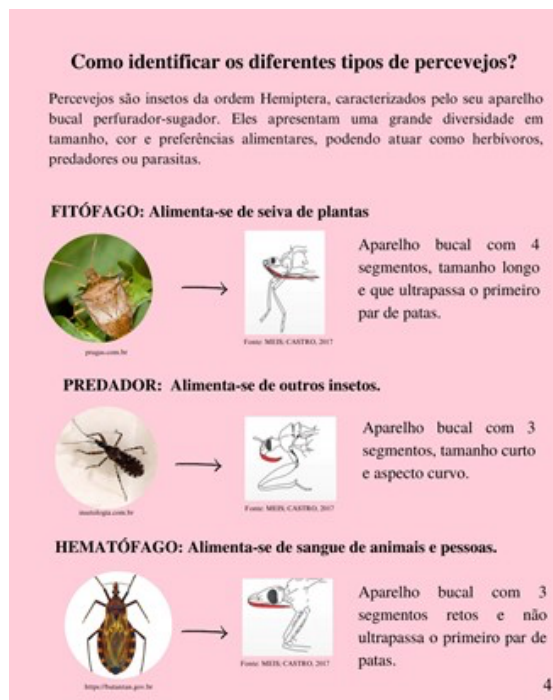 Como identificar os diferentes tipos de percevejos?
Percevejos são insetos da ordem Hemiptera, caracterizados pelo seu aparelho
bucal perfurador-sugador. Eles apresentam uma grande diversidade em
tamanho, cor e preferências alimentares, podendo atuar como herbívoros,
predadores ou parasitas.
FITÓFAGO: Alimenta-se de seiva de plantas
Aparelho bucal com 4
segmentos, tamanho longo
e que ultrapassa o primeiro
par de patas.
pragas.com.br
Fonte: MEIS; CASTRO, 2017
PREDADOR: Alimenta-se de outros insetos.
Aparelho bucal com 3
segmentos, tamanho curto
e aspecto curvo.
Fonte: MEIS; CASTRO, 2017
HEMATÓFAGO: Alimenta-se de sangue de animais e pessoas.
Aparelho bucal com 3
segmentos retos e não
ultrapassa o primeiro par de
patas.
Fonte: MEIS; CASTRO, 2017
https://butantan.gov.br
4